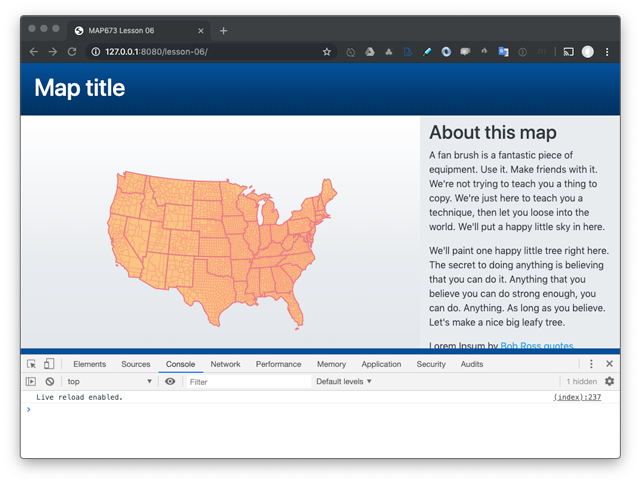 MAP673 Lesson 06
127.0.0.1:8080/lesson-06/
Map title
About this map
A fan brush is a fantastic piece of
equipment. Use it. Make friends with it.
We're not trying to teach you a thing to
copy. We're just here to teach you a
technique, then let you loose into the
world. We'll put a happy little sky in here.
We'll paint one happy little tree right here.
The secret to doing anything is believing
that you can do it. Anything that you
believe you can do strong enough, you
can do. Anything. As long as you believe.
Let's make a nice big leafy tree.
Lorem Ipsum by Bob Ross quotes
Elements Sources Console Network Performance Memory Application Security Audits
top Filter Default levels 1 hidden
Live reload enabled. (index):237